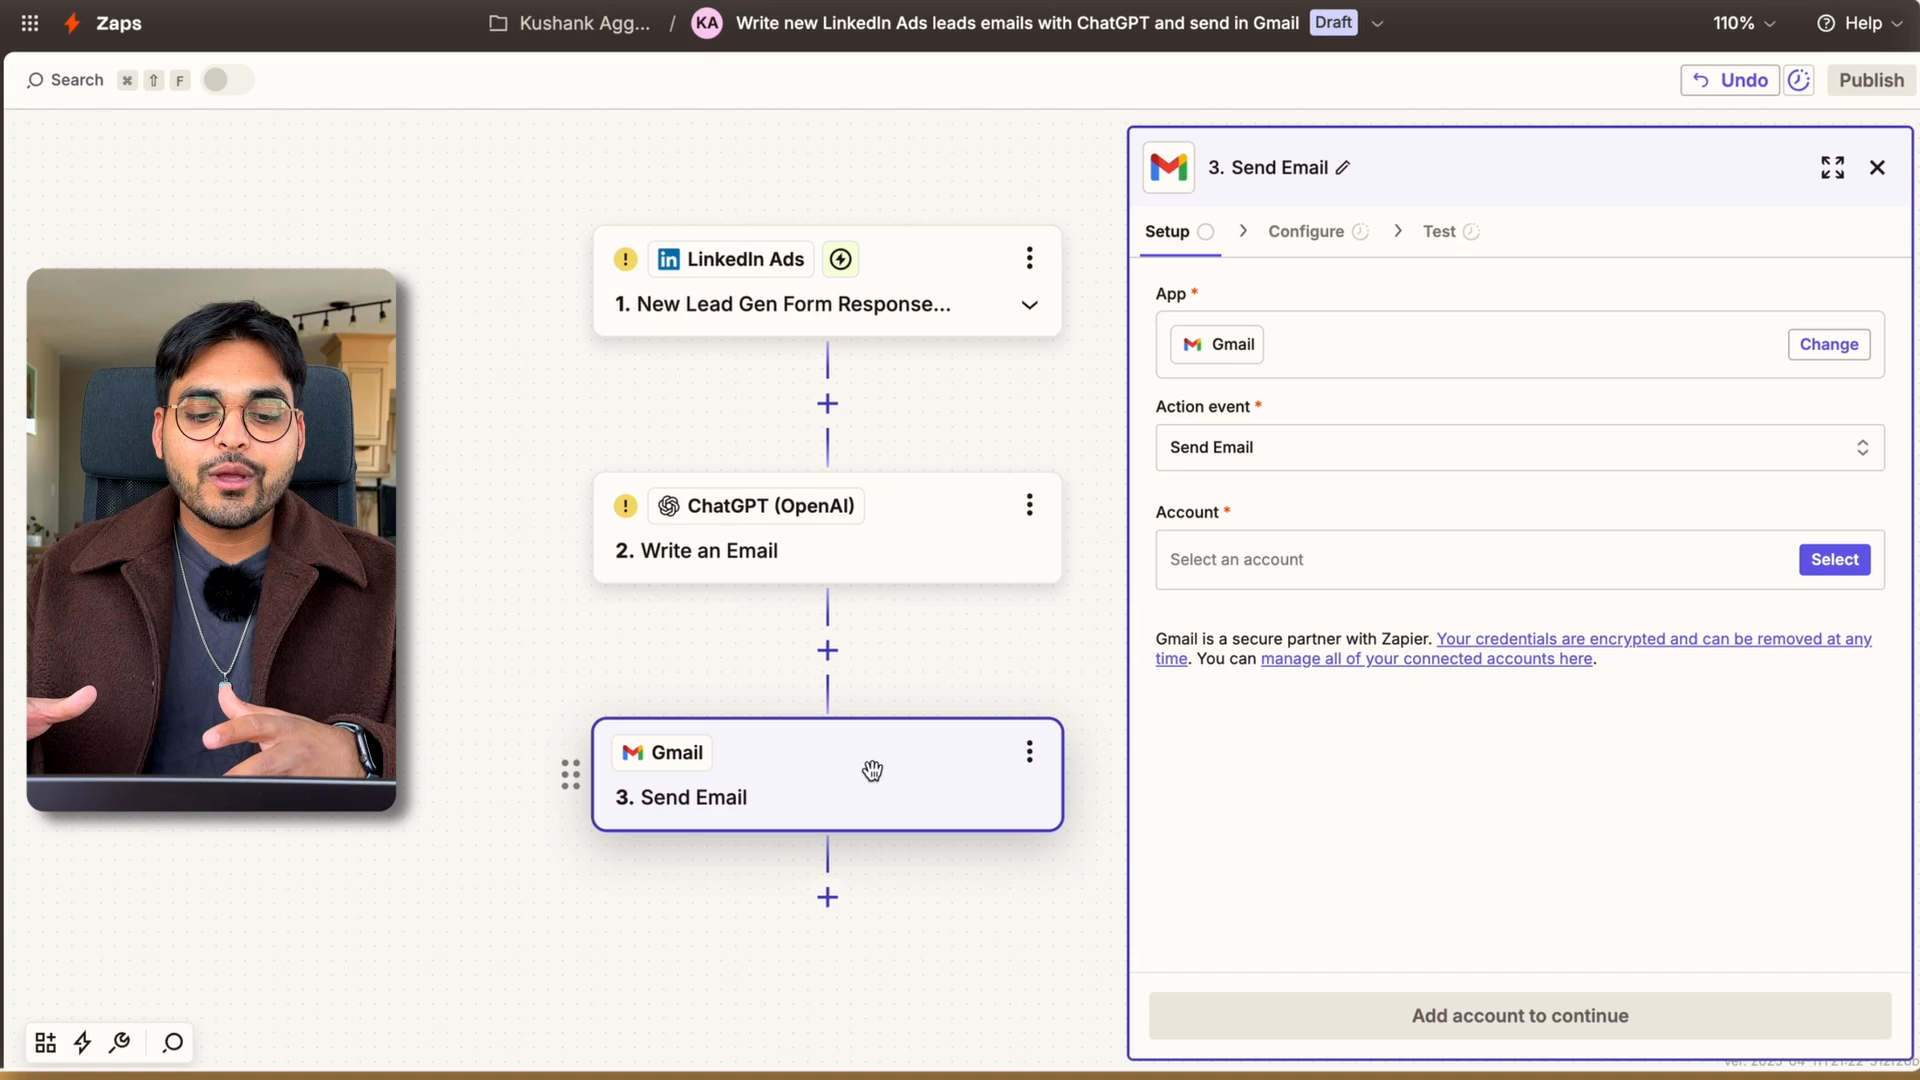 Zaps
Kushank Agg... / KA Write new LinkedIn Ads leads emails with ChatGPT and send in Gmail Draft
110%
Help
Search ⌘ ⇧ F
Undo
Publish
LinkedIn Ads
1. New Lead Gen Form Response...
ChatGPT (OpenAI)
2. Write an Email
Gmail
3. Send Email
3. Send Email
Setup > Configure > Test
App *
Gmail
Change
Action event *
Send Email
Account *
Select an account
Select
Gmail is a secure partner with Zapier. Your credentials are encrypted and can be removed at any
time. You can manage all of your connected accounts here.
Add account to continue